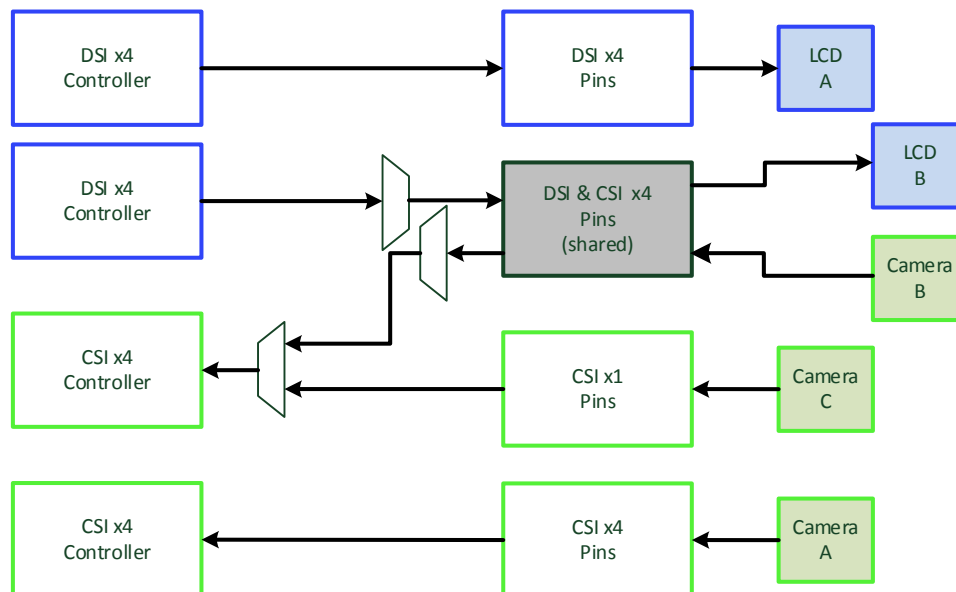 DSI x4
Controller
DSI x4
Pins
LCD
A
DSI x4
Controller
DSI & CSI x4
Pins
(shared)
LCD
B
Camera
B
CSI x4
Controller
CSI x1
Pins
Camera
C
CSI x4
Controller
CSI x4
Pins
Camera
A